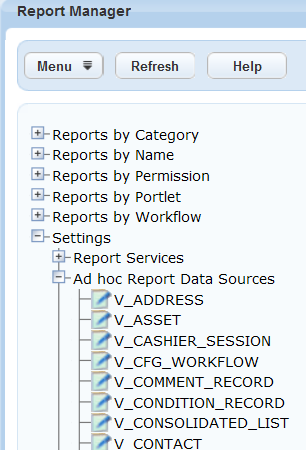 Report Manager
Menu Refresh Help
Reports by Category
Reports by Name
Reports by Permission
Reports by Portlet
Reports by Workflow
Settings
Report Services
Ad hoc Report Data Sources
V_ADDRESS
V_ASSET
V_CASHIER_SESSION
V_CFG_WORKFLOW
V_COMMENT_RECORD
V_CONDITION_RECORD
V_CONSOLIDATED_LIST
V_CONTACT